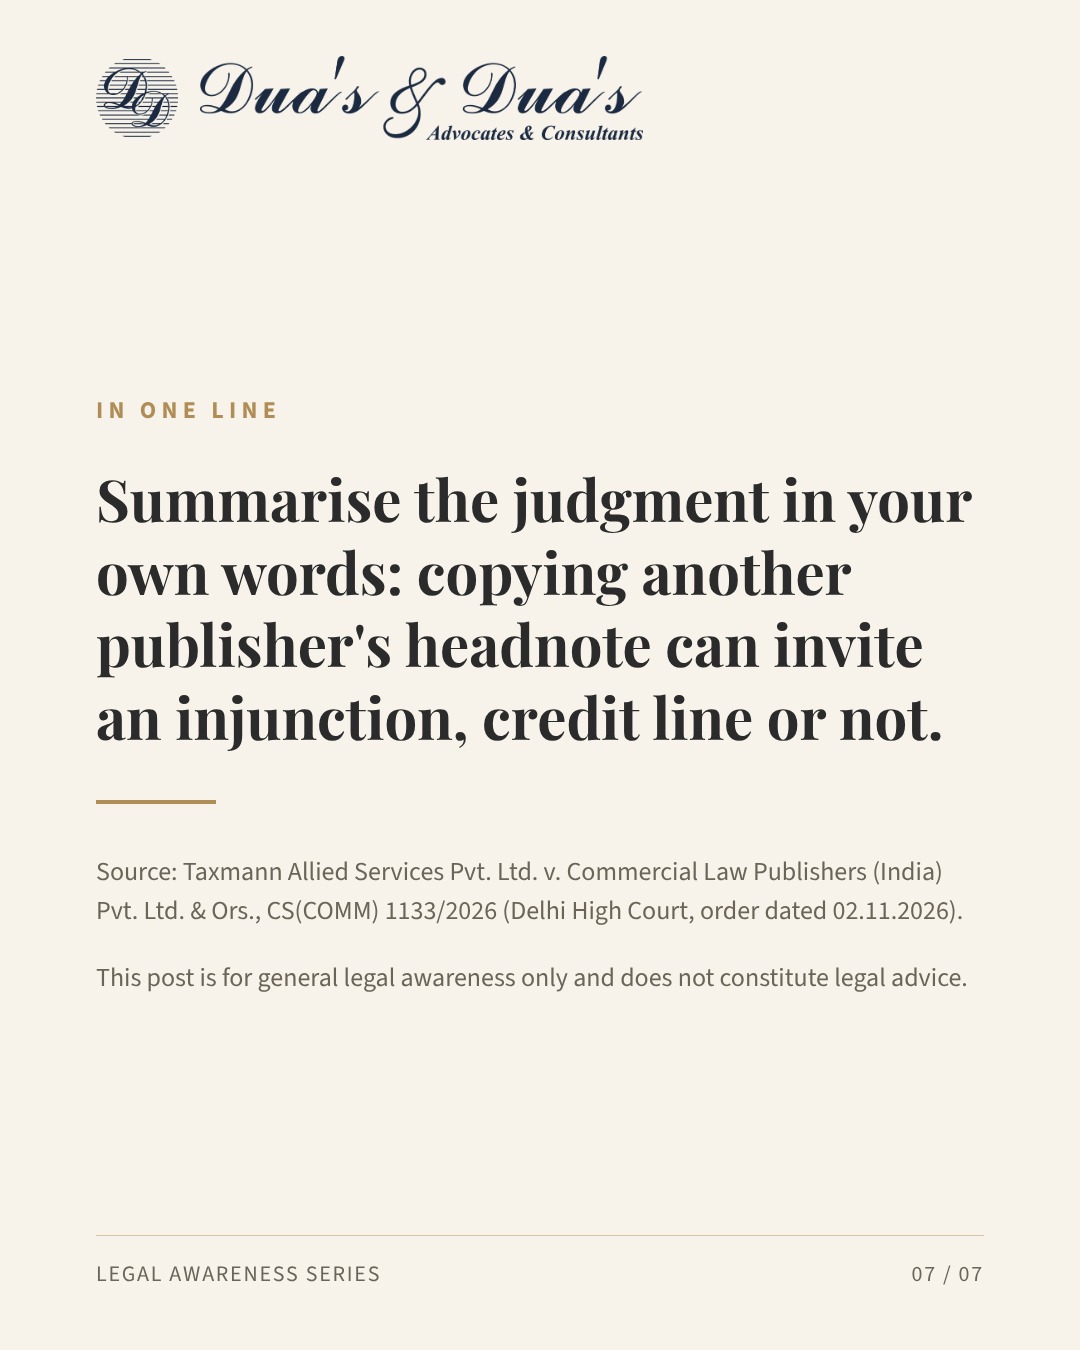 DD Dua's & Dua's
Advocates & Consultants
IN ONE LINE
Summarise the judgment in your
own words: copying another
publisher's headnote can invite
an injunction, credit line or not.
Source: Taxmann Allied Services Pvt. Ltd. v. Commercial Law Publishers (India)
Pvt. Ltd. & Ors., CS(COMM) 1133/2026 (Delhi High Court, order dated 02.11.2026).
This post is for general legal awareness only and does not constitute legal advice.
LEGAL AWARENESS SERIES
07 / 07